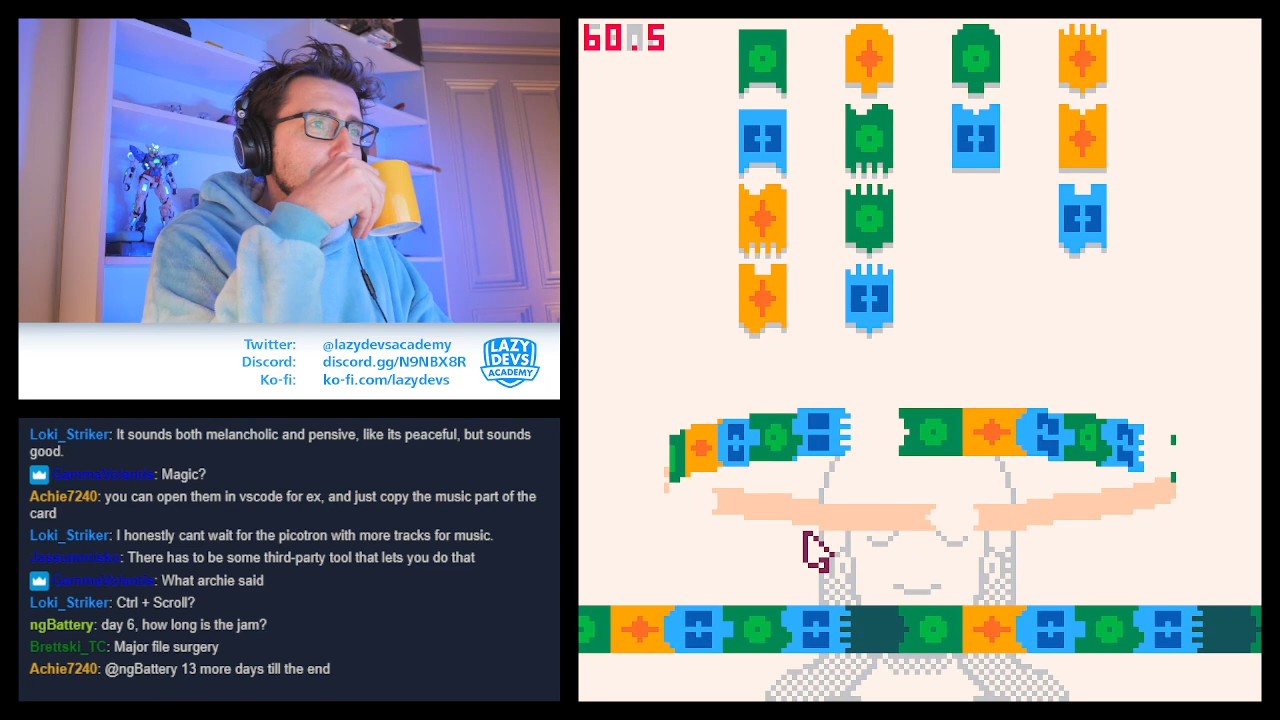 60.5
Twitter: @lazydevsacademy
Discord: discord.gg/N9NBX8R
Ko-fi: ko-fi.com/lazydevs
LAZY
DEVS
ACADEMY
Loki_Striker: It sounds both melancholic and pensive, like its peaceful, but sounds
good.
GammaVolantis: Magic?
Achie7240: you can open them in vscode for ex, and just copy the music part of the
card
Loki_Striker: I honestly cant wait for the picotron with more tracks for music.
: There has to be some third-party tool that lets you do that
GammaVolantis: What archie said
Loki_Striker: Ctrl + Scroll?
ngBattery: day 6, how long is the jam?
Brettski_TC: Major file surgery
Achie7240: @ngBattery 13 more days till the end